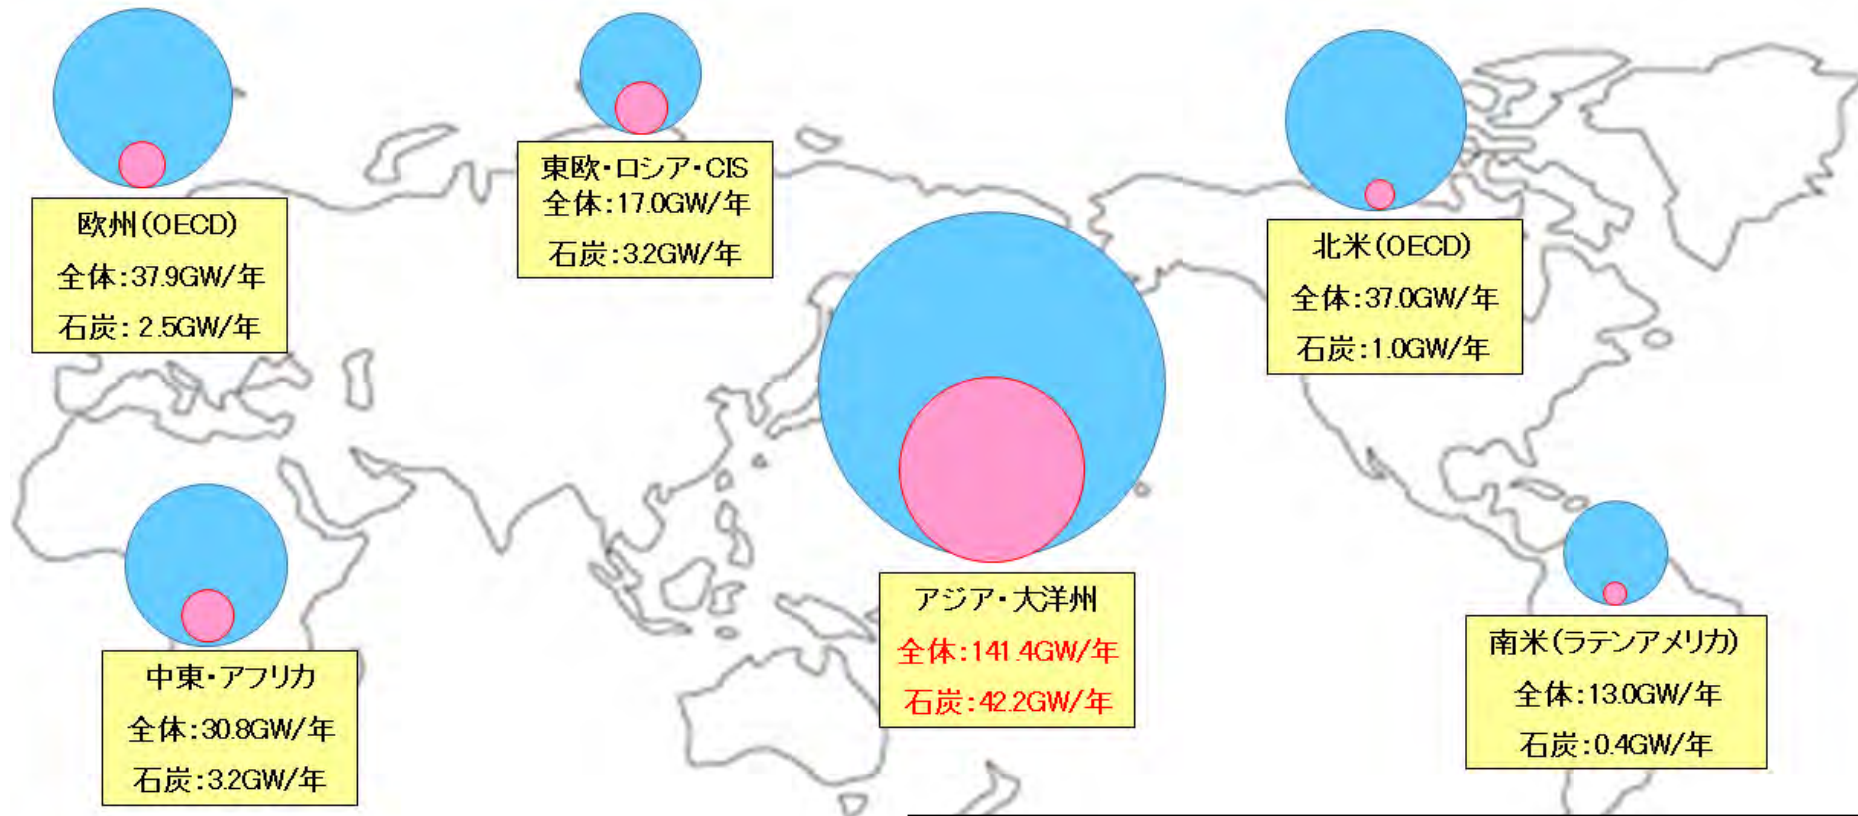 欧州(OECD)
全体:37.9GW/年
石炭: 2.5GW/年
東欧・ロシア・CIS
全体:17.0GW/年
石炭:3.2GW/年
北米(OECD)
全体:37.0GW/年
石炭:1.0GW/年
中東・アフリカ
全体:30.8GW/年
石炭:3.2GW/年
アジア・大洋州
全体:141.4GW/年
石炭:42.2GW/年
南米(ラテンアメリカ)
全体:13.0GW/年
石炭:0.4GW/年